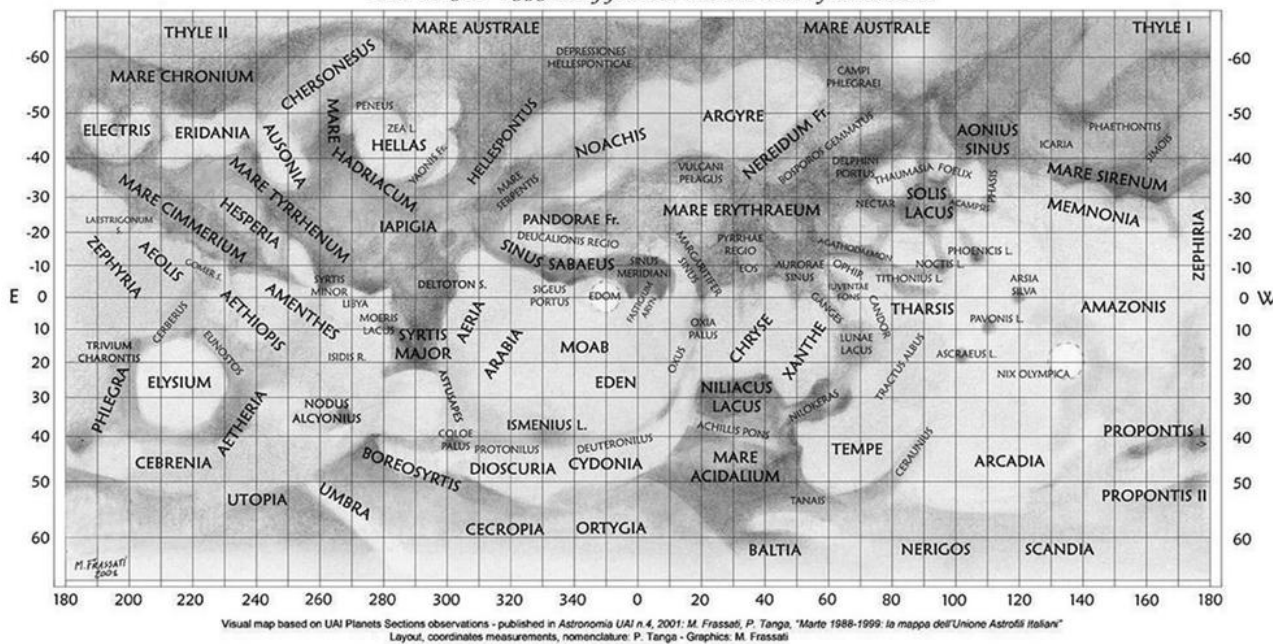 THYLE II MARE AUSTRALE MARE AUSTRALE THYLE I
DEPRESSIONES
HELLESPONTICAE
-60 -60
MARE CHRONIUM CHERSONESUS CAMPI
PHLEGRAEI
-50 -50
PENEUS ARGYRE
ELECTRIS ERIDANIA AUSONIA MARE HADRIACUM ZEA L. HELLAS YAONIS Fr. HELLESPONTUS NOACHIS NEREIDUM Fr. BOSPOROS GEMMATUS AONIUS
SINUS ICARIA PHAETHONTIS SIMOIS
-40 -40
VULCANI
PELAGUS DELPHINI
PORTUS THAUMASIA FOELIX MARE SIRENUM
MARE CIMMERIUM HESPERIA MARE TYRRHENUM MARE
SERPENTIS
-30 -30
NECTAR SOLIS
LACUS ACAMPSIS PHASIS MEMNONIA
LAESTRIGONUM
S. IAPIGIA PANDORAE Fr. MARE ERYTHRAEUM
-20 -20
ZEPHYRIA AEOLIS GOMER S. DEUCALIONIS REGIO
SINUS SABAEUS SINUS
MERIDIANI MARGARITIFER
SINUS PYRRHAE
REGIO EOS AURORAE
SINUS AGATHODAEMON OPHIR PHOENICIS L.
NOCTIS L.
TITHONIUS L. ZEPHIRIA
-10 -10
SYRTIS
MINOR DELTOTON S. SIGEUS
PORTUS EDOM FASTIGIUM
ARYN IUVENTAE
FONS ARSIA
SILVA
E 0 0 W
CERBERUS AETHIOPIS AMENTHES LIBYA MOERIS
LACUS AERIA GANGES CANDOR THARSIS PAVONIS L. AMAZONIS
10 10
TRIVIUM
CHARONTIS EUNOSTOS ISIDIS R. SYRTIS
MAJOR ARABIA MOAB OXIA
PALUS CHRYSE XANTHE LUNAE
LACUS ASCRAEUS L.
20 20
PHLEGRA ELYSIUM EDEN OXUS NILIACUS
LACUS TRACTUS ALBUS NIX OLYMPICA
30 30
AETHERIA NODUS
ALCYONIUS ASTUSAPES ISMENIUS L. NILOKERAS
ACHILLIS PONS
40 40
COLOE
PALUS PROTONILUS DEUTERONILUS PROPONTIS I
CEBRENIA BOREOSYRTIS DIOSCURIA CYDONIA MARE
ACIDALIUM TEMPE CERAUNIUS ARCADIA
50 50
UTOPIA UMBRA TANAIS PROPONTIS II
CECROPIA ORTYGIA
60 60
BALTIA NERIGOS SCANDIA
M. FRASSATI
2001
180 200 220 240 260 280 300 320 340 0 20 40 60 80 100 120 140 160 180
Visual map based on UAI Planets Sections observations - published in Astronomia UAI n.4, 2001: M. Frassati, P. Tanga, "Marte 1988-1999: la mappa dell'Unione Astrofili Italiani"
Layout, coordinates measurements, nomenclature: P. Tanga - Graphics: M. Frassati